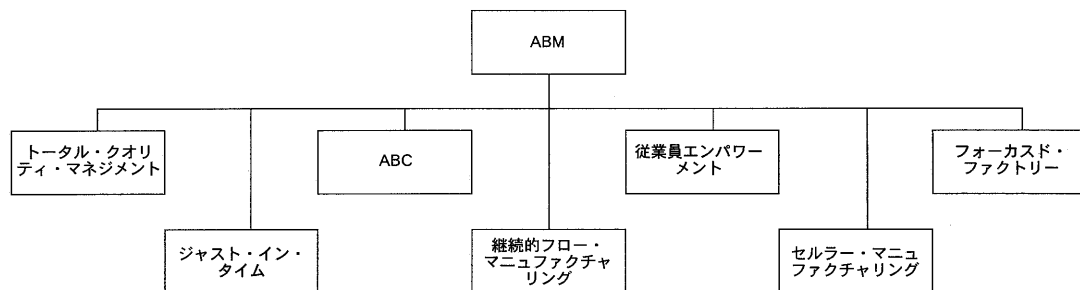 ABM
トータル・クオリ
ティ・マネジメント
ABC
従業員エンパワー
メント
フォーカスド・
ファクトリー
ジャスト・イン・
タイム
継続的フロー・
マニュファクチャ
リング
セルラー・マニュ
ファクチャリング